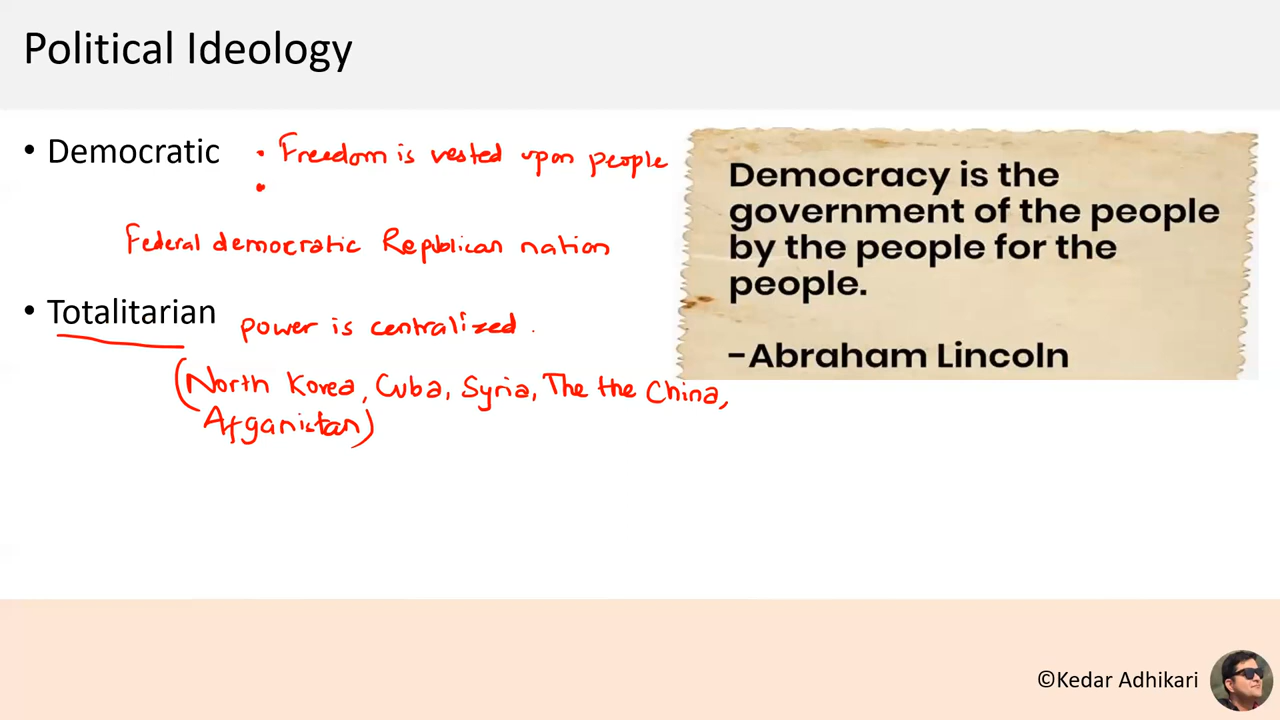 Political Ideology
• Democratic
• Freedom is vested upon people
•
Federal democratic Republican nation
• Totalitarian
power is centralized.
(North Korea, Cuba, Syria, The the China,
Afganistan)
Democracy is the
government of the people
by the people for the
people.
-Abraham Lincoln
©Kedar Adhikari